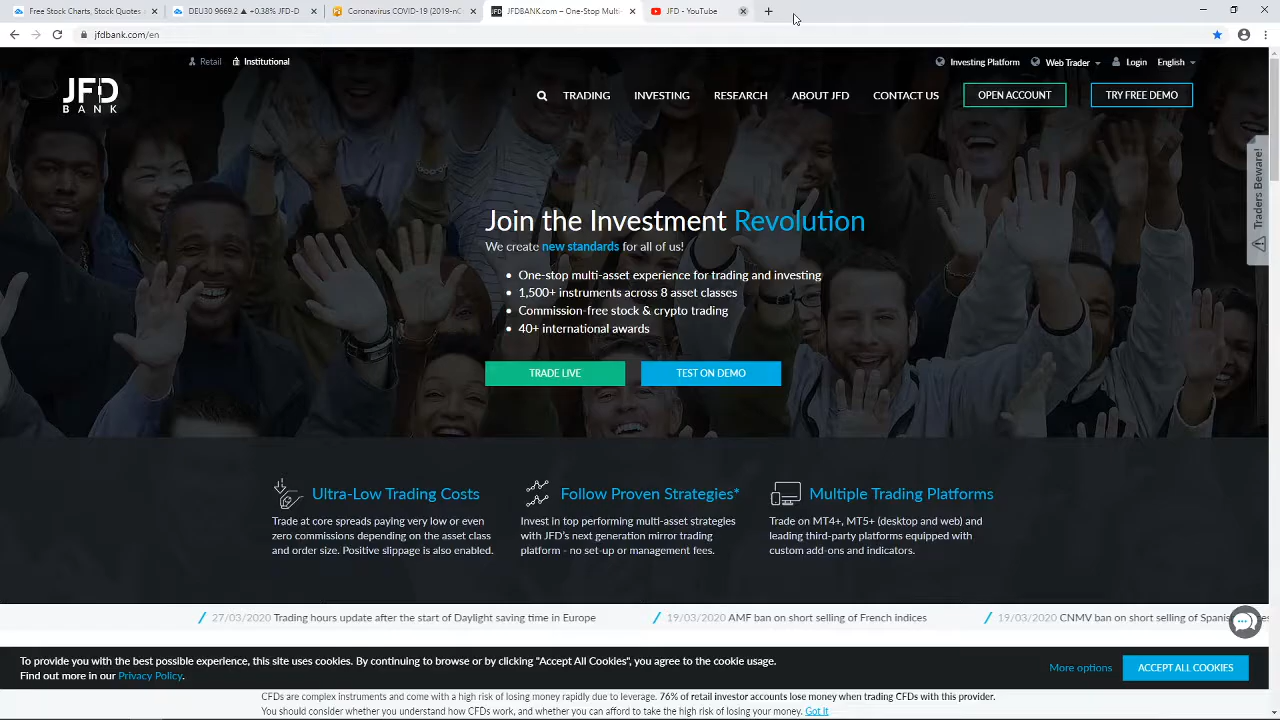 Free Stock Charts, Stock Quotes
DEU30 9669.2 ▲ +0.38% JFD-D
Coronavirus COVID-19 (2019-nC
JFDBANK.com – One-Stop Mult
JFD - YouTube
jfdbank.com/en
Retail
Institutional
Investing Platform
Web Trader
Login
English
JFD
BANK
TRADING
INVESTING
RESEARCH
ABOUT JFD
CONTACT US
OPEN ACCOUNT
TRY FREE DEMO
Traders Beware!
Join the Investment Revolution
We create new standards for all of us!
• One-stop multi-asset experience for trading and investing
• 1,500+ instruments across 8 asset classes
• Commission-free stock & crypto trading
• 40+ international awards
TRADE LIVE
TEST ON DEMO
Ultra-Low Trading Costs
Trade at core spreads paying very low or even
zero commissions depending on the asset class
and order size. Positive slippage is also enabled.
Follow Proven Strategies*
Invest in top performing multi-asset strategies
with JFD's next generation mirror trading
platform - no set-up or management fees.
Multiple Trading Platforms
Trade on MT4+, MT5+ (desktop and web) and
leading third-party platforms equipped with
custom add-ons and indicators.
27/03/2020 Trading hours update after the start of Daylight saving time in Europe
19/03/2020 AMF ban on short selling of French indices
19/03/2020 CNMV ban on short selling of Spanis
To provide you with the best possible experience, this site uses cookies. By continuing to browse or by clicking "Accept All Cookies", you agree to the cookie usage.
Find out more in our Privacy Policy.
More options
ACCEPT ALL COOKIES
CFDs are complex instruments and come with a high risk of losing money rapidly due to leverage. 76% of retail investor accounts lose money when trading CFDs with this provider.
You should consider whether you understand how CFDs work, and whether you can afford to take the high risk of losing your money. Got it